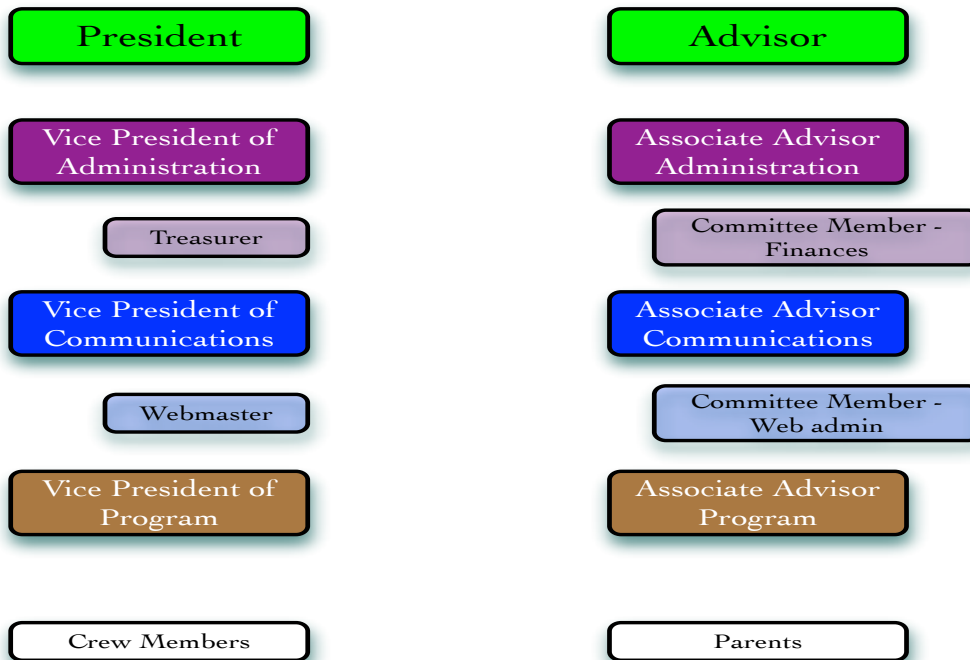 President
Advisor
Vice President of
Administration
Associate Advisor
Administration
Treasurer
Committee Member -
Finances
Vice President of
Communications
Associate Advisor
Communications
Webmaster
Committee Member -
Web admin
Vice President of
Program
Associate Advisor
Program
Crew Members
Parents